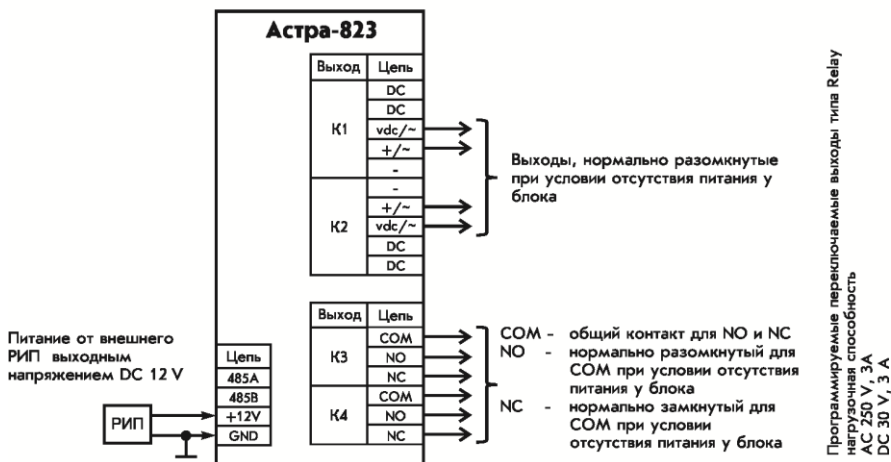 Астра-823
Выход Цепь
K1
DC
DC
vdc/~
+/~
-
K2
-
+/~
vdc/~
DC
DC
Выходы, нормально разомкнутые
при условии отсутствия питания у
блока
Выход Цепь
K3
COM
NO
NC
K4
COM
NO
NC
COM - общий контакт для NO и NC
NO - нормально разомкнутый для
COM при условии отсутствия
питания у блока
NC - нормально замкнутый для
COM при условии
отсутствия питания у блока
Питание от внешнего
РИП выходным
напряжением DC 12 V
Цепь
485A
485B
+12V
GND
РИП
Программируемые переключаемые выходы типа Relay
нагрузочная способность
AC 250 V, 3A
DC 30 V, 3 A